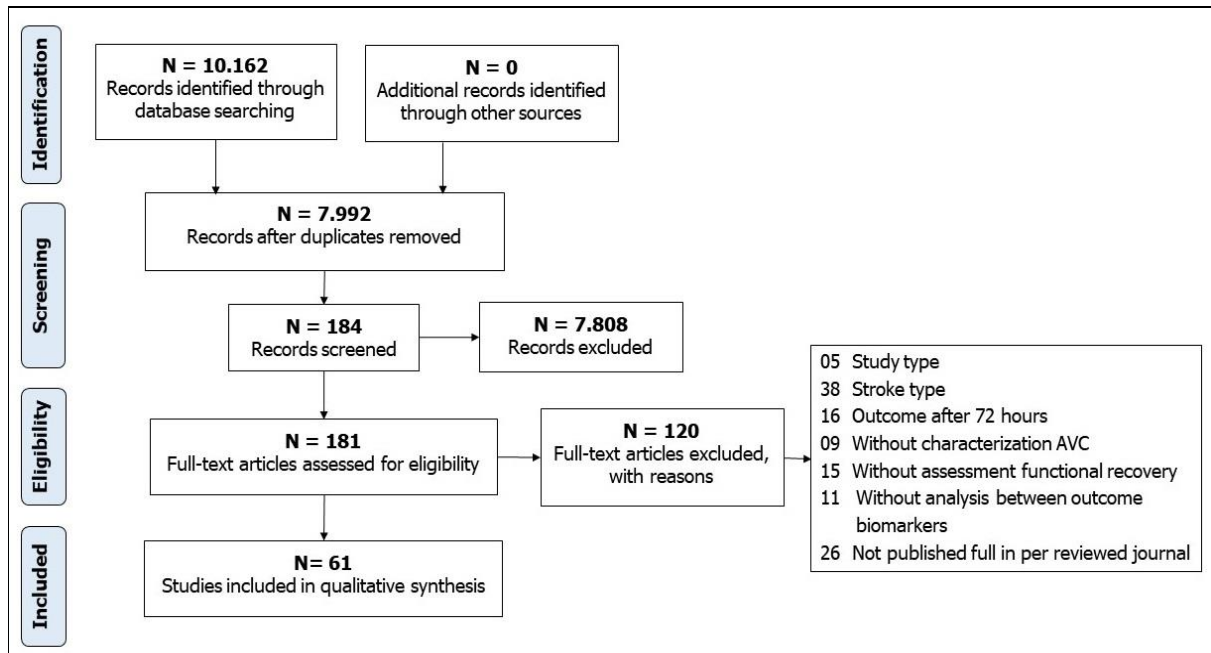 Identification
N = 10.162
Records identified through
database searching
N = 0
Additional records identified
through other sources
Screening
N = 7.992
Records after duplicates removed
N = 184
Records screened
N = 7.808
Records excluded
Eligibility
N = 181
Full-text articles assessed for eligibility
N = 120
Full-text articles excluded,
with reasons
05 Study type
38 Stroke type
16 Outcome after 72 hours
09 Without characterization AVC
15 Without assessment functional recovery
11 Without analysis between outcome
biomarkers
26 Not published full in per reviewed journal
Included
N= 61
Studies included in qualitative synthesis